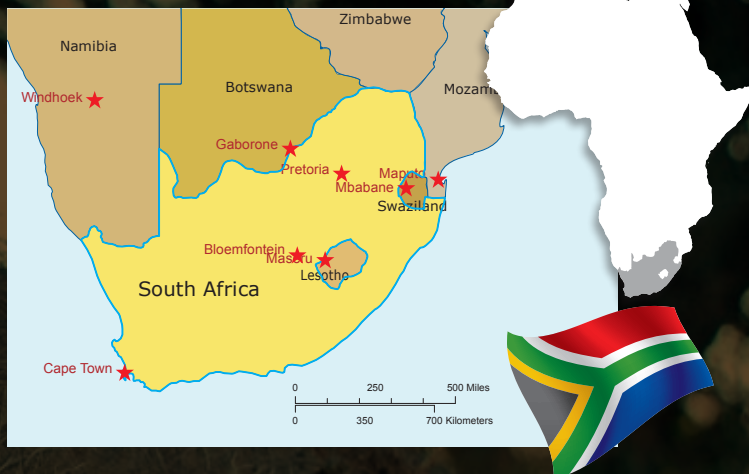 Zimbabwe
Namibia
Botswana
Windhoek
Gaborone
Pretoria
Maputo
Mbabane
Swaziland
Bloemfontein
Maseru
Lesotho
South Africa
Cape Town
0 250 500 Miles
0 350 700 Kilometers